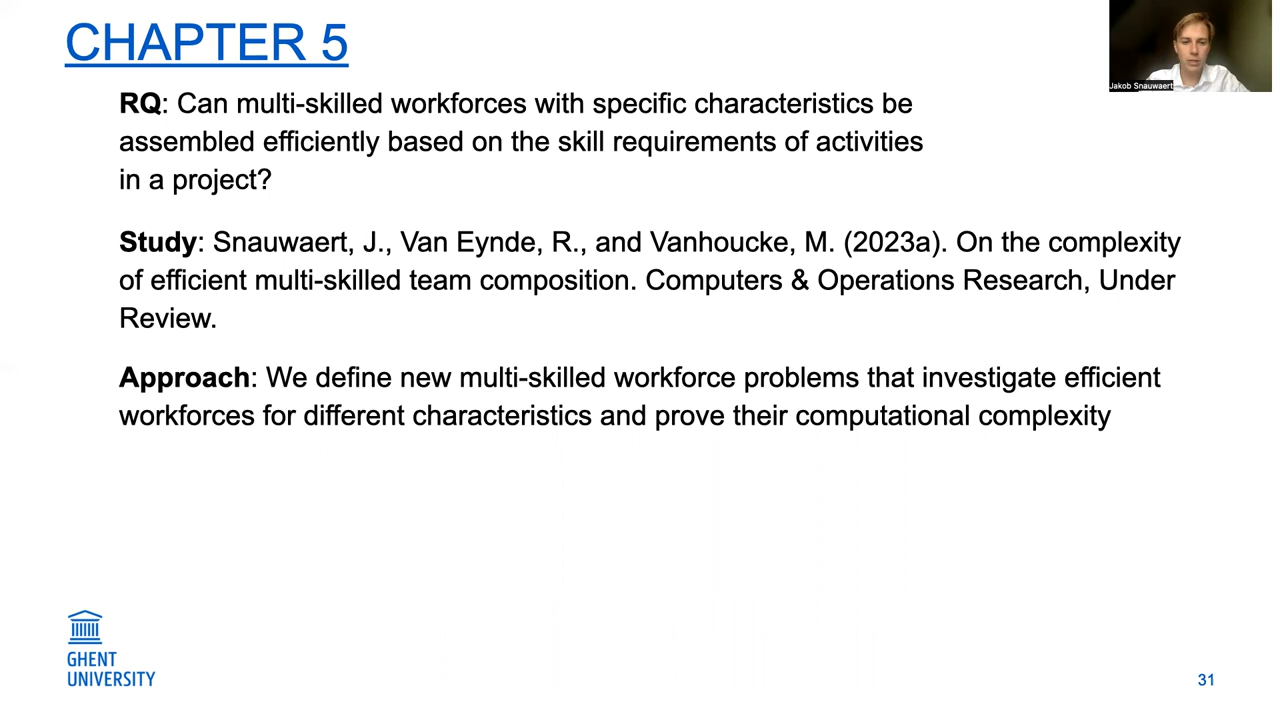 CHAPTER 5
Jakob Snauwaert
RQ: Can multi-skilled workforces with specific characteristics be
assembled efficiently based on the skill requirements of activities
in a project?
Study: Snauwaert, J., Van Eynde, R., and Vanhoucke, M. (2023a). On the complexity
of efficient multi-skilled team composition. Computers & Operations Research, Under
Review.
Approach: We define new multi-skilled workforce problems that investigate efficient
workforces for different characteristics and prove their computational complexity
GHENT
UNIVERSITY
31